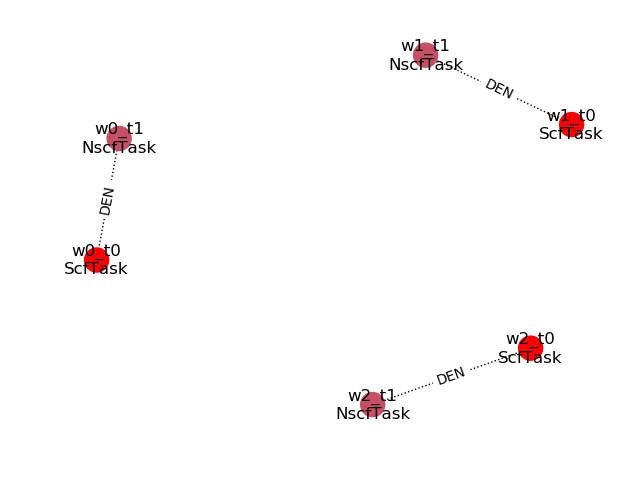 w1_t1
NscfTask
DEN
w1_t0
ScfTask
w0_t1
NscfTask
DEN
w0_t0
ScfTask
w2_t0
ScfTask
DEN
w2_t1
NscfTask